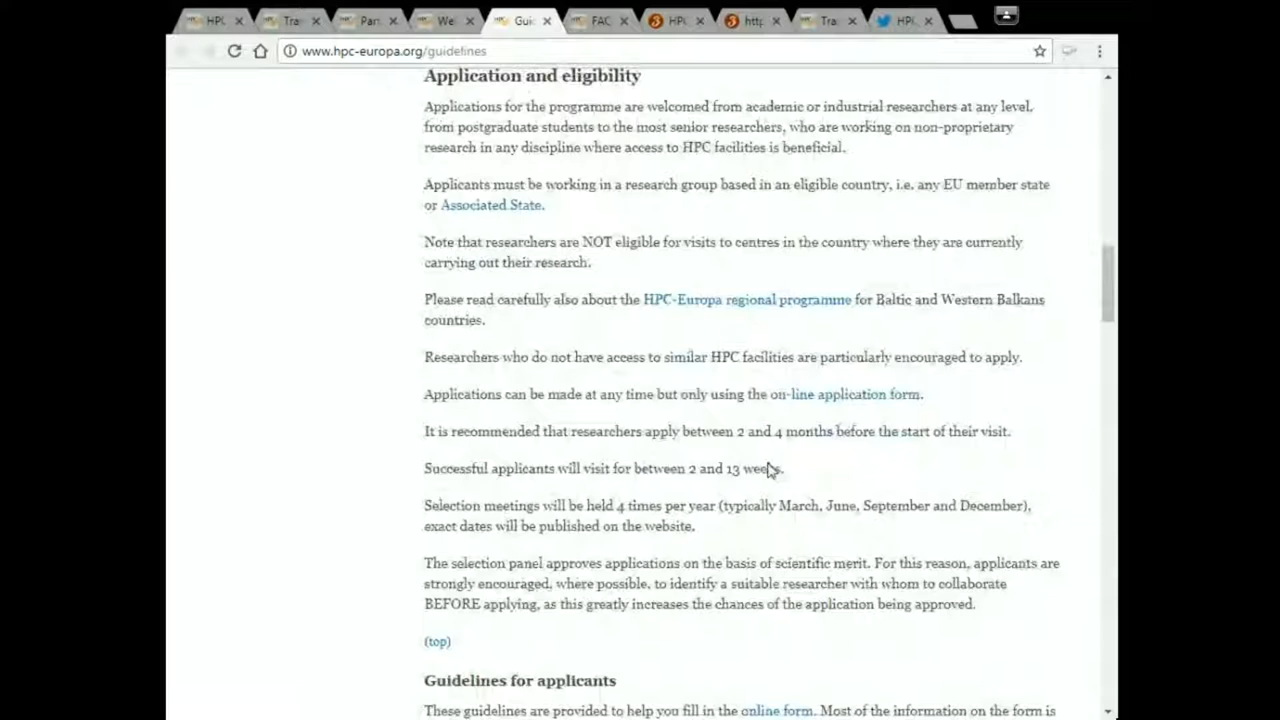 HPC
Tra
Part
We
Gui
FAQ
HPC
http
Tra
HPC
www.hpc-europa.org/guidelines
Application and eligibility
Applications for the programme are welcomed from academic or industrial researchers at any level,
from postgraduate students to the most senior researchers, who are working on non-proprietary
research in any discipline where access to HPC facilities is beneficial.
Applicants must be working in a research group based in an eligible country, i.e. any EU member state
or Associated State.
Note that researchers are NOT eligible for visits to centres in the country where they are currently
carrying out their research.
Please read carefully also about the HPC-Europa regional programme for Baltic and Western Balkans
countries.
Researchers who do not have access to similar HPC facilities are particularly encouraged to apply.
Applications can be made at any time but only using the on-line application form.
It is recommended that researchers apply between 2 and 4 months before the start of their visit.
Successful applicants will visit for between 2 and 13 weeks.
Selection meetings will be held 4 times per year (typically March, June, September and December),
exact dates will be published on the website.
The selection panel approves applications on the basis of scientific merit. For this reason, applicants are
strongly encouraged, where possible, to identify a suitable researcher with whom to collaborate
BEFORE applying, as this greatly increases the chances of the application being approved.
(top)
Guidelines for applicants
These guidelines are provided to help you fill in the online form. Most of the information on the form is